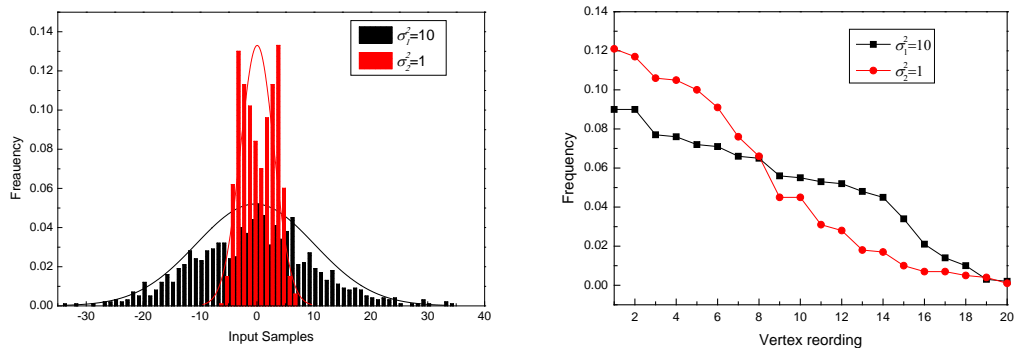 0.14
0.12
0.10
0.08
0.06
0.04
0.02
0.00
Freauency
-30 -20 -10 0 10 20 30 40
Input Samples
σ₁²=10
σ₂²=1
0.14
0.12
0.10
0.08
0.06
0.04
0.02
0.00
Frequency
2 4 6 8 10 12 14 16 18 20
Vertex reording
σ₁²=10
σ₂²=1